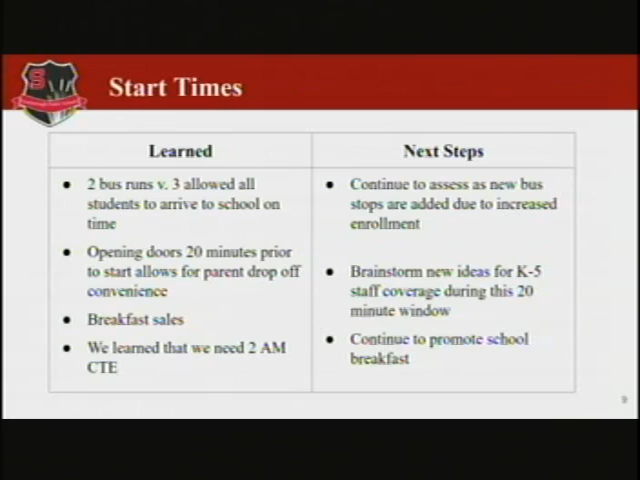 S
Start Times
Learned
Next Steps
● 2 bus runs v. 3 allowed all
students to arrive to school on
time
● Opening doors 20 minutes prior
to start allows for parent drop off
convenience
● Breakfast sales
● We learned that we need 2 AM
CTE
● Continue to assess as new bus
stops are added due to increased
enrollment
● Brainstorm new ideas for K-5
staff coverage during this 20
minute window
● Continue to promote school
breakfast
9